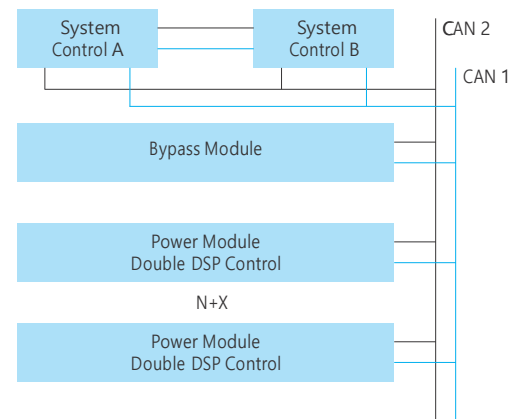 System
Control A
System
Control B
CAN 2
CAN 1
Bypass Module
Power Module
Double DSP Control
N+X
Power Module
Double DSP Control